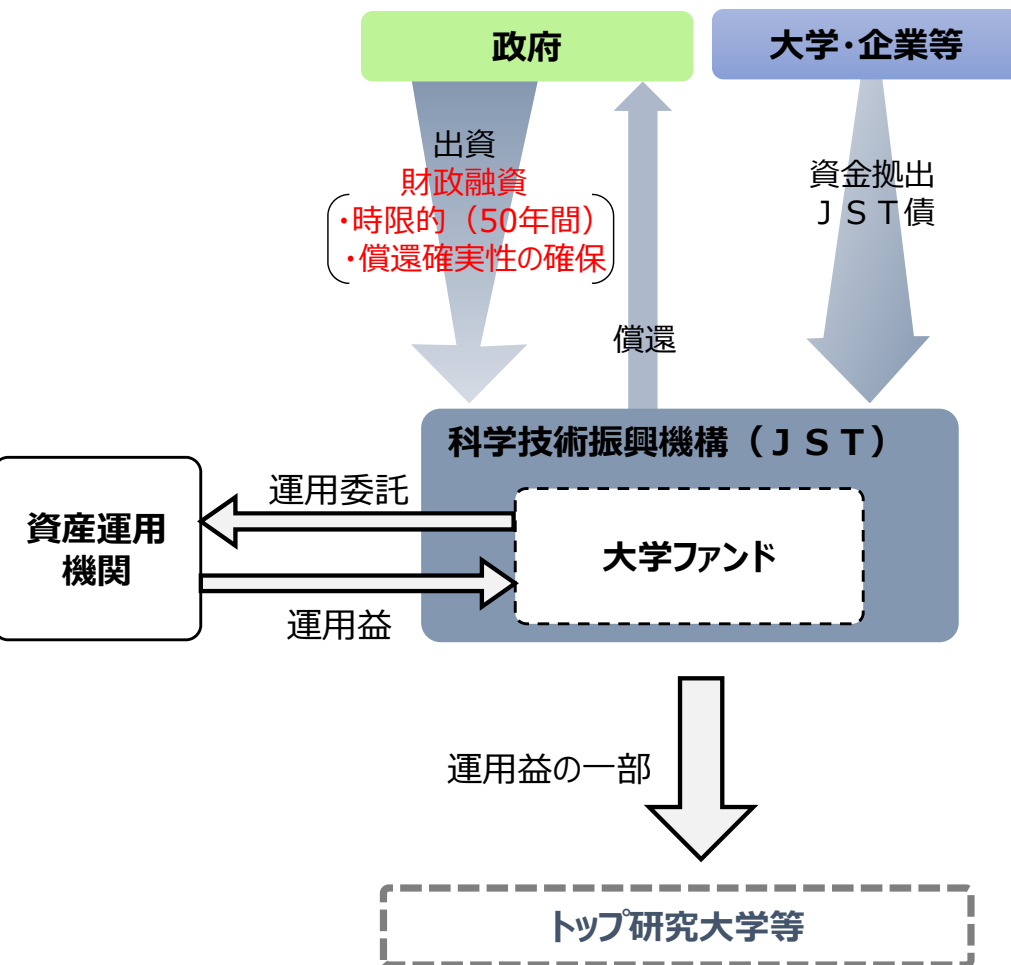 政府
大学・企業等
出資
財政融資
・時限的（50年間）
・償還確実性の確保
資金拠出
ＪＳＴ債
償還
科学技術振興機構（ＪＳＴ）
運用委託
資産運用
機関
大学ファンド
運用益
運用益の一部
トップ研究大学等